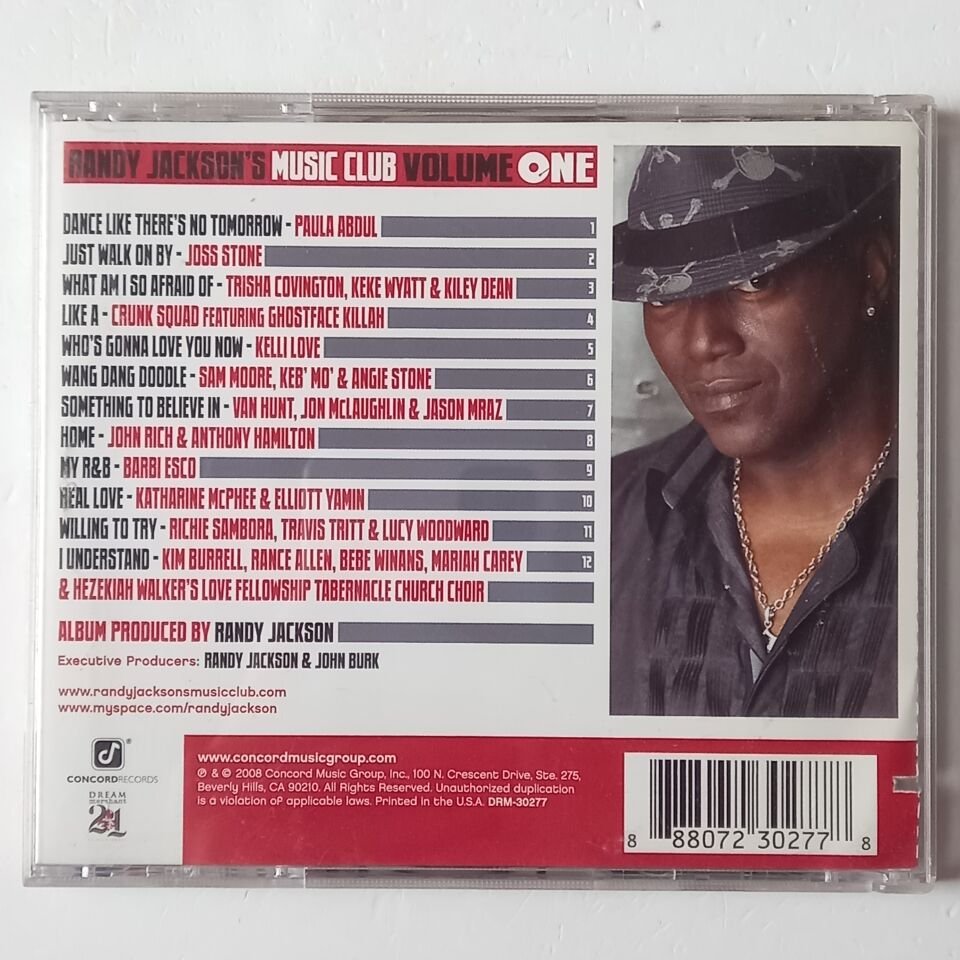 RANDY JACKSON'S MUSIC CLUB VOLUME ONE
DANCE LIKE THERE'S NO TOMORROW - PAULA ABDUL 1
JUST WALK ON BY - JOSS STONE 2
WHAT AM I SO AFRAID OF - TRISHA COVINGTON, KEKE WYATT & KILEY DEAN 3
LIKE A - CRUNK SQUAD FEATURING GHOSTFACE KILLAH 4
WHO'S GONNA LOVE YOU NOW - KELLI LOVE 5
WANG DANG DOODLE - SAM MOORE, KEB' MO' & ANGIE STONE 6
SOMETHING TO BELIEVE IN - VAN HUNT, JON McLAUGHLIN & JASON MRAZ 7
HOME - JOHN RICH & ANTHONY HAMILTON 8
MY R&B - BARBI ESCO 9
REAL LOVE - KATHARINE McPHEE & ELLIOTT YAMIN 10
WILLING TO TRY - RICHIE SAMBORA, TRAVIS TRITT & LUCY WOODWARD 11
I UNDERSTAND - KIM BURRELL, RANCE ALLEN, BEBE WINANS, MARIAH CAREY 12
& HEZEKIAH WALKER'S LOVE FELLOWSHIP TABERNACLE CHURCH CHOIR
ALBUM PRODUCED BY RANDY JACKSON
Executive Producers: RANDY JACKSON & JOHN BURK
www.randyjacksonsmusicclub.com
www.myspace.com/randyjackson
CONCORD RECORDS
DREAM
merchant
21
www.concordmusicgroup.com
℗ & © 2008 Concord Music Group, Inc., 100 N. Crescent Drive, Ste. 275,
Beverly Hills, CA 90210. All Rights Reserved. Unauthorized duplication
is a violation of applicable laws. Printed in the U.S.A. DRM-30277
8 88072 30277 8